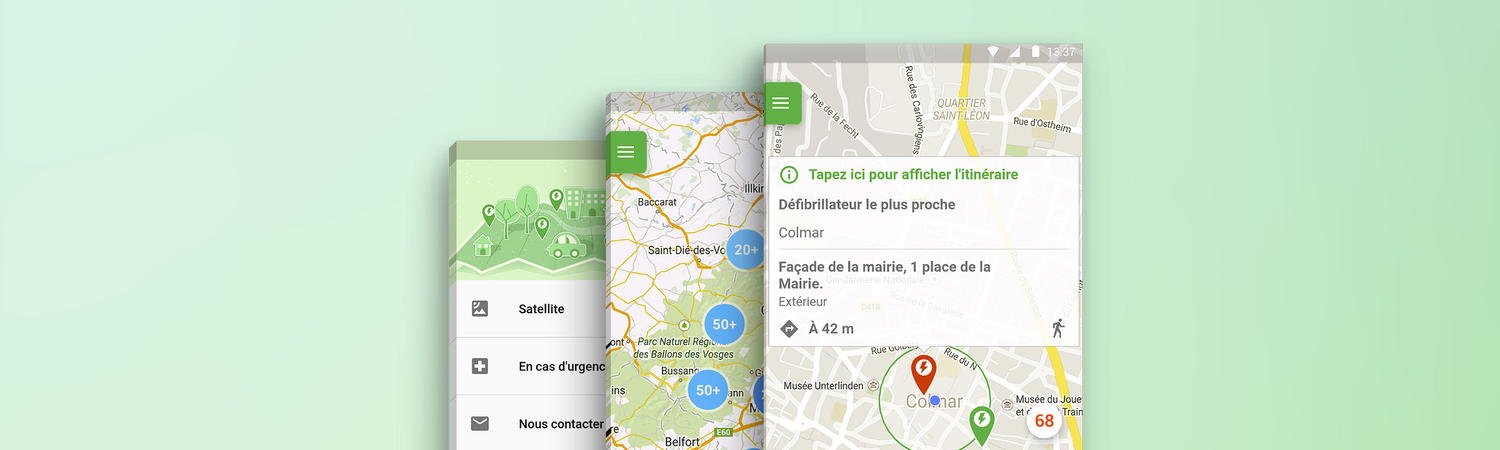 Satellite
En cas d'urgenc
Nous contacter
Baccarat
Illkir
Saint-Dié-des-Vo
20+
50+
Parc Naturel Régio
des Ballons des Vosges
Bussang
50+
ann
ins
E60
Belfort
13:37
Rue des Carlovingiens
Rue de la Fecht
QUARTIER
SAINT-LÉON
Rue d'Ostheim
Tapez ici pour afficher l'itinéraire
Défibrillateur le plus proche
Colmar
Façade de la mairie, 1 place de la
Mairie.
Extérieur
Gendarmerie Nationale
D418
Rue de la Cavalerie
À 42 m
Rue Golbéry
Rue du N
Musée Unterlinden
Colmar
Musée du Joue
et d
Train
68